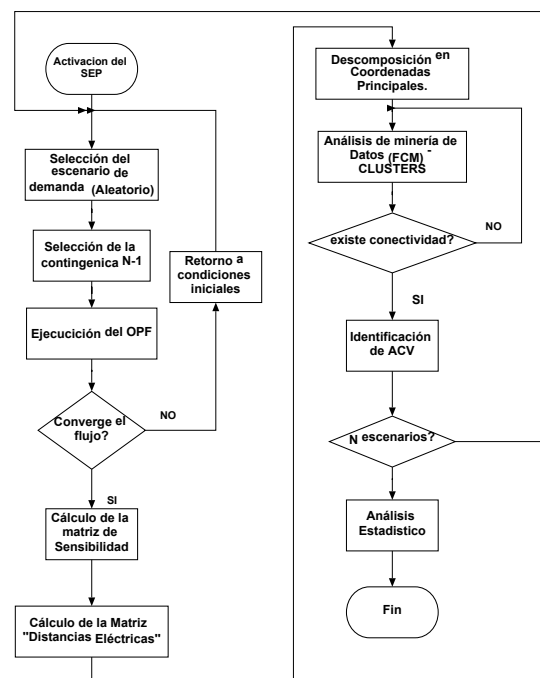 Activacion del
SEP
Selección del
escenario de
demanda (Aleatorio)
Selección de la
contingenica N-1
Ejecucición del OPF
Retorno a
condiciones
iniciales
Converge el
flujo?
NO
SI
Cálculo de la
matriz de
Sensibilidad
Cálculo de la Matriz
"Distancias Eléctricas"
Descomposición en
Coordenadas
Principales.
Análisis de minería de
Datos (FCM) -
CLUSTERS
existe conectividad?
NO
SI
Identificación
de ACV
N escenarios?
Análisis
Estadistico
Fin